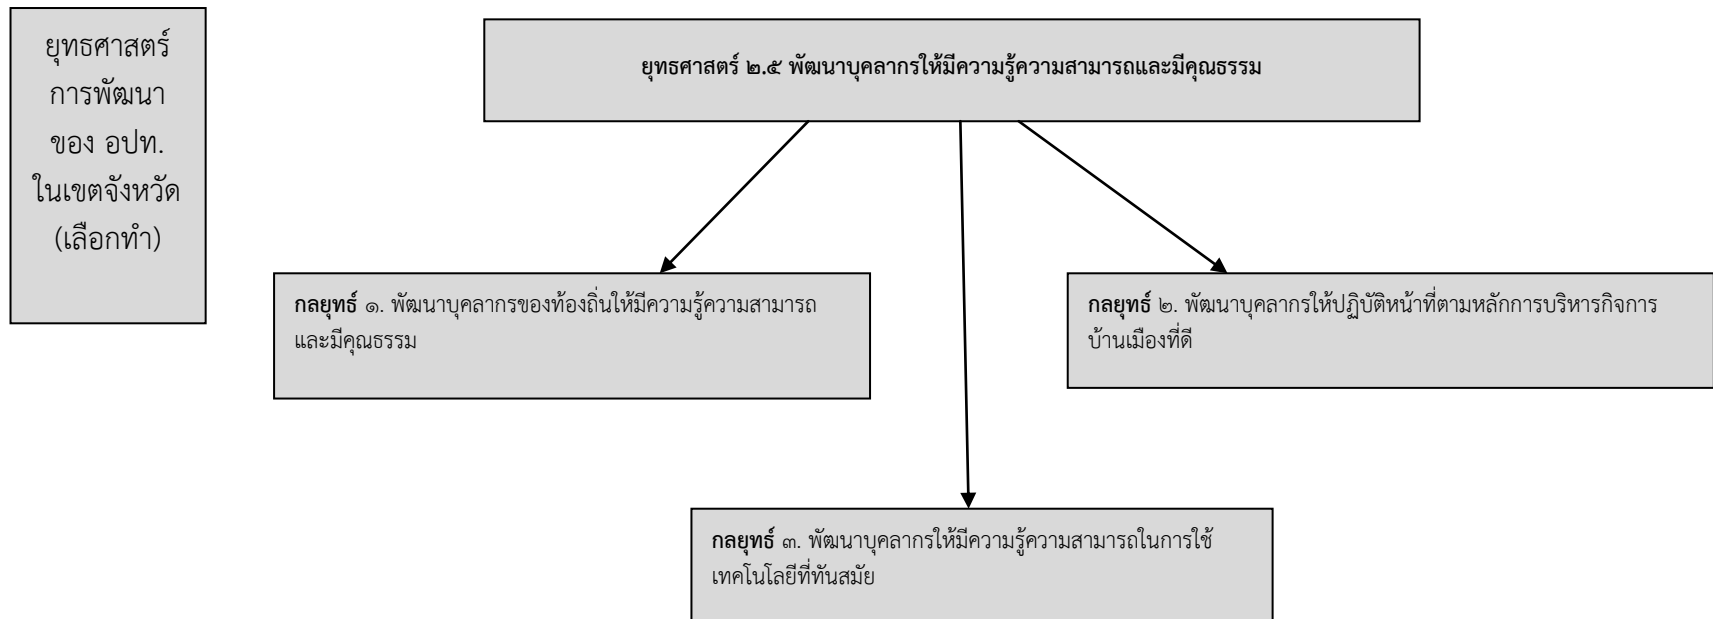 ยุทธศาสตร์
การพัฒนา
ของ อปท.
ในเขตจังหวัด
(เลือกทำ)
ยุทธศาสตร์ ๒.๕ พัฒนาบุคลากรให้มีความรู้ความสามารถและมีคุณธรรม
กลยุทธ์ ๑. พัฒนาบุคลากรของท้องถิ่นให้มีความรู้ความสามารถ
และมีคุณธรรม
กลยุทธ์ ๒. พัฒนาบุคลากรให้ปฏิบัติหน้าที่ตามหลักการบริหารกิจการ
บ้านเมืองที่ดี
กลยุทธ์ ๓. พัฒนาบุคลากรให้มีความรู้ความสามารถในการใช้
เทคโนโลยีที่ทันสมัย